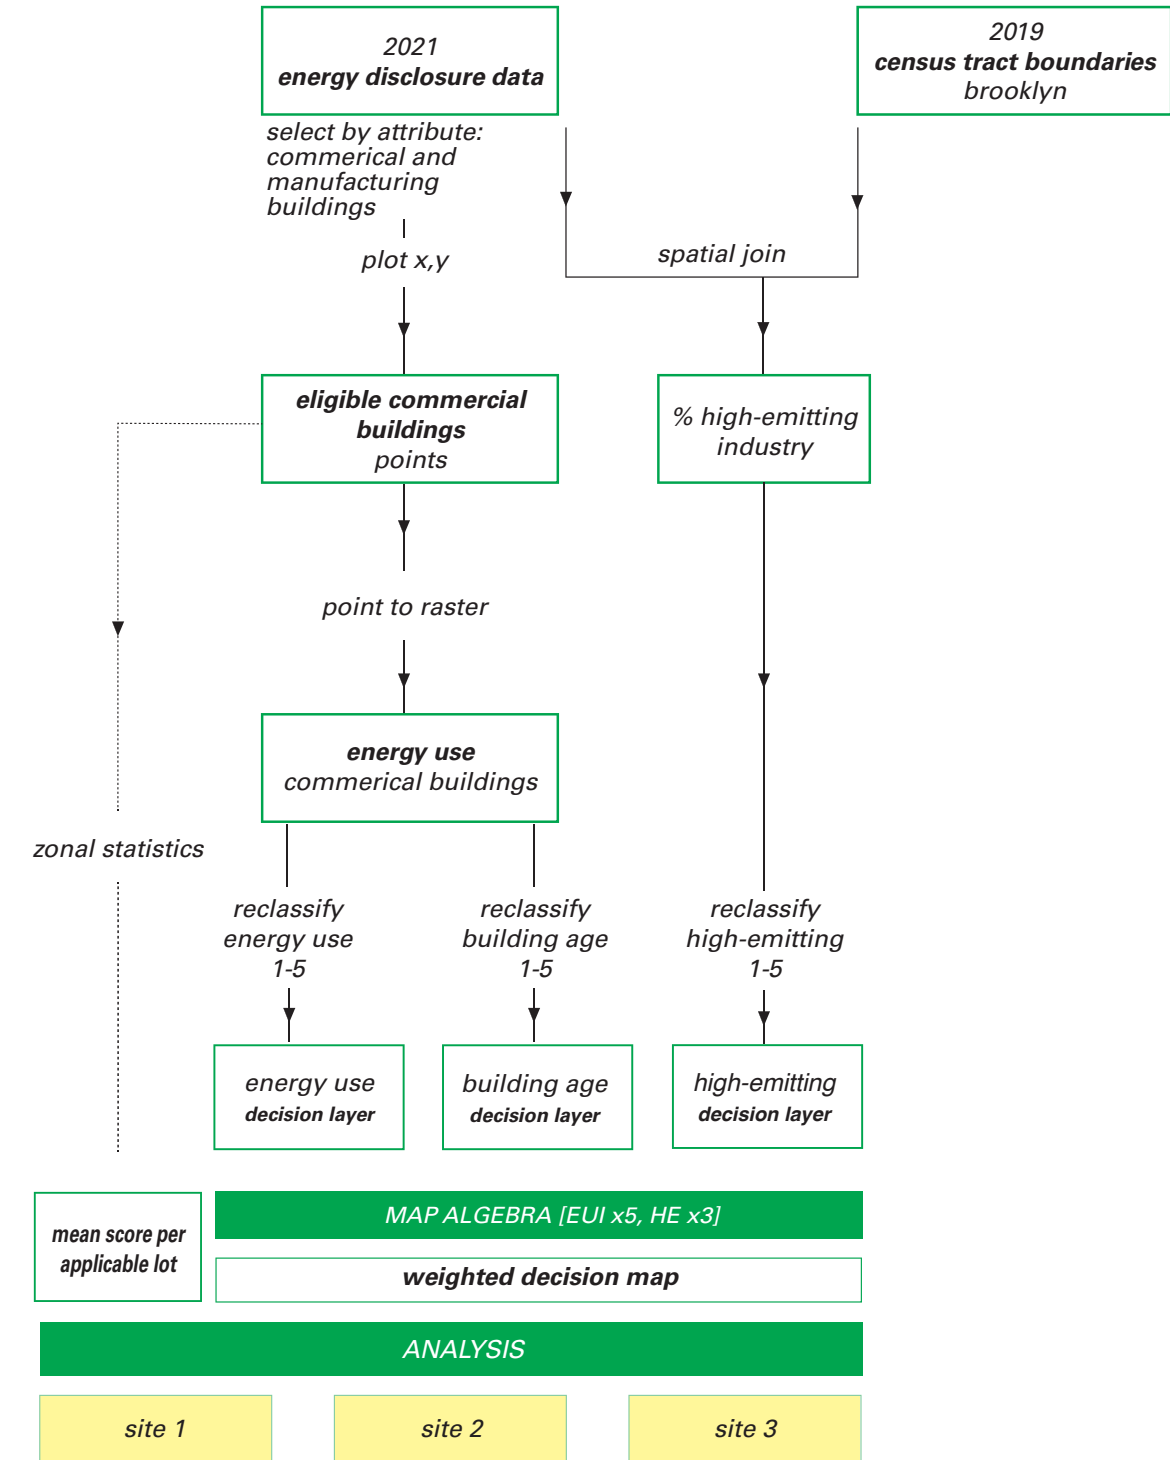 2021
energy disclosure data
2019
census tract boundaries
brooklyn
select by attribute:
commerical and
manufacturing
buildings
plot x,y
spatial join
eligible commercial
buildings
points
% high-emitting
industry
point to raster
energy use
commerical buildings
zonal statistics
reclassify
energy use
1-5
reclassify
building age
1-5
reclassify
high-emitting
1-5
energy use
decision layer
building age
decision layer
high-emitting
decision layer
mean score per
applicable lot
MAP ALGEBRA [EUI x5, HE x3]
weighted decision map
ANALYSIS
site 1
site 2
site 3